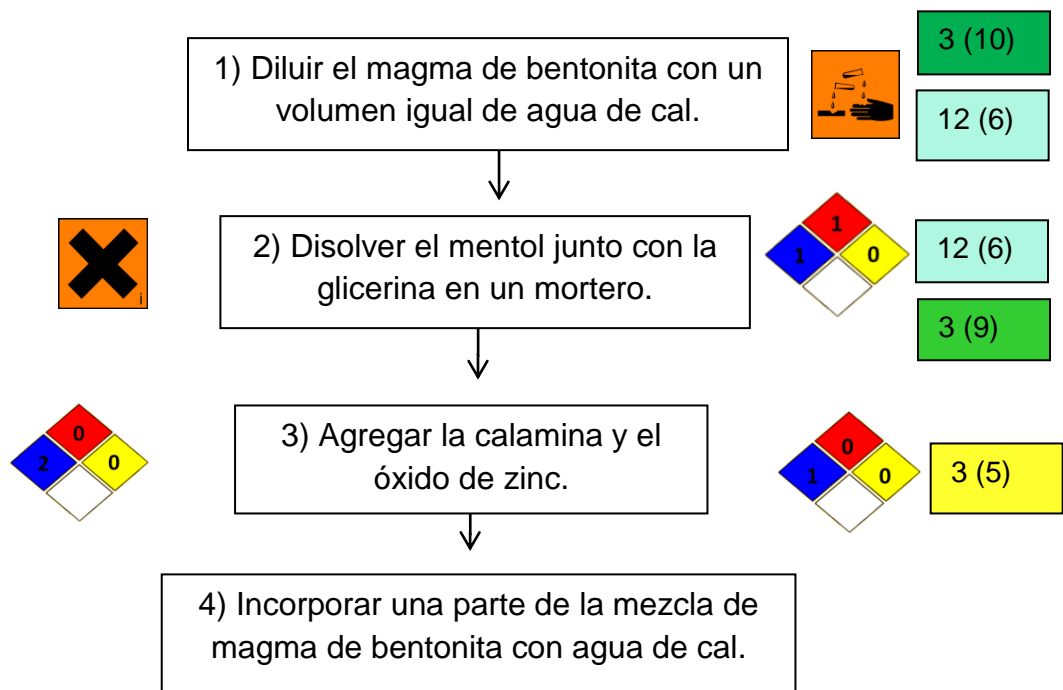 3 (10)
1) Diluir el magma de bentonita con un
volumen igual de agua de cal.
12 (6)
2) Disolver el mentol junto con la
glicerina en un mortero.
i
1
1
0
12 (6)
3 (9)
3) Agregar la calamina y el
óxido de zinc.
0
2
0
0
1
0
3 (5)
4) Incorporar una parte de la mezcla de
magma de bentonita con agua de cal.